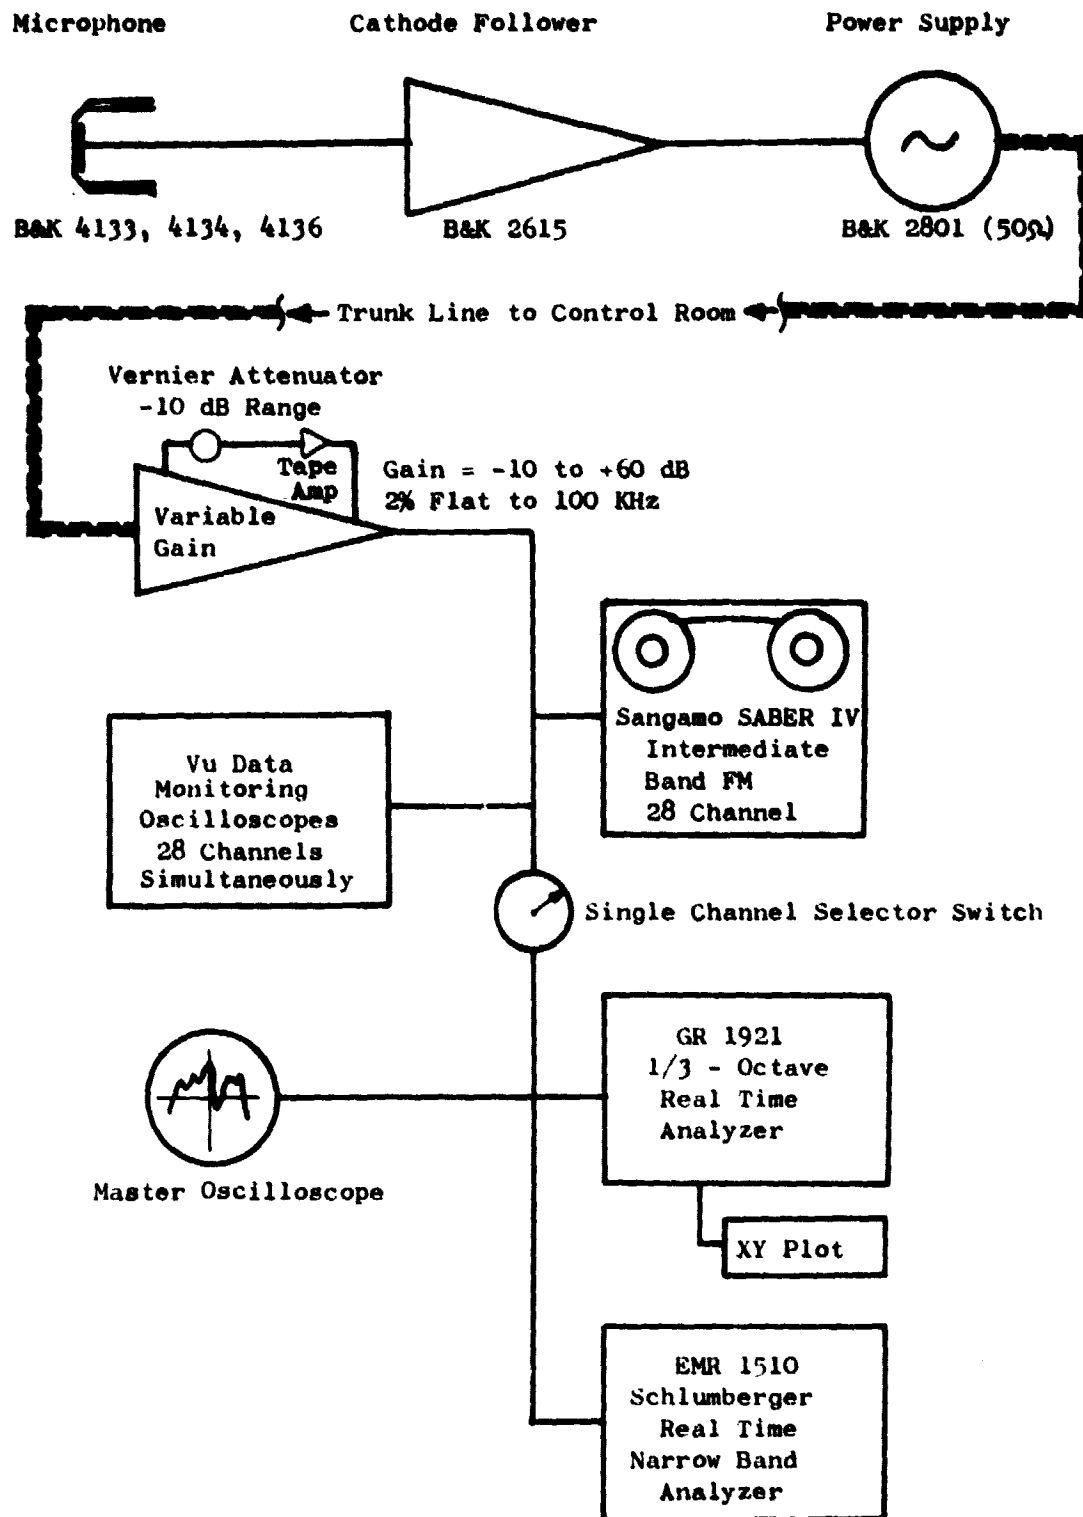 Microphone
Cathode Follower
Power Supply
B&K 4133, 4134, 4136
B&K 2615
B&K 2801 (50Ω)
Trunk Line to Control Room
Vernier Attenuator
-10 dB Range
Tape
Amp
Gain = -10 to +60 dB
2% Flat to 100 KHz
Variable
Gain
Sangamo SABER IV
Intermediate
Band FM
28 Channel
Vu Data
Monitoring
Oscilloscopes
28 Channels
Simultaneously
Single Channel Selector Switch
GR 1921
1/3 - Octave
Real Time
Analyzer
Master Oscilloscope
XY Plot
EMR 1510
Schlumberger
Real Time
Narrow Band
Analyzer